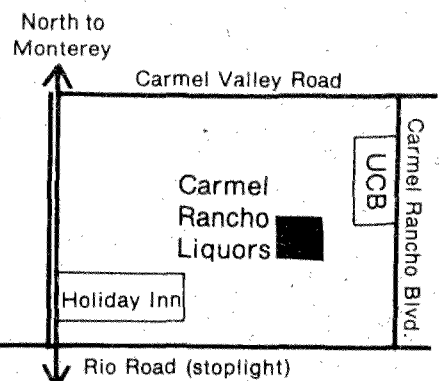 North to
Monterey
Carmel Valley Road
Carmel Rancho Blvd.
UCB
Carmel
Rancho
Liquors
Holiday Inn
Rio Road (stoplight)